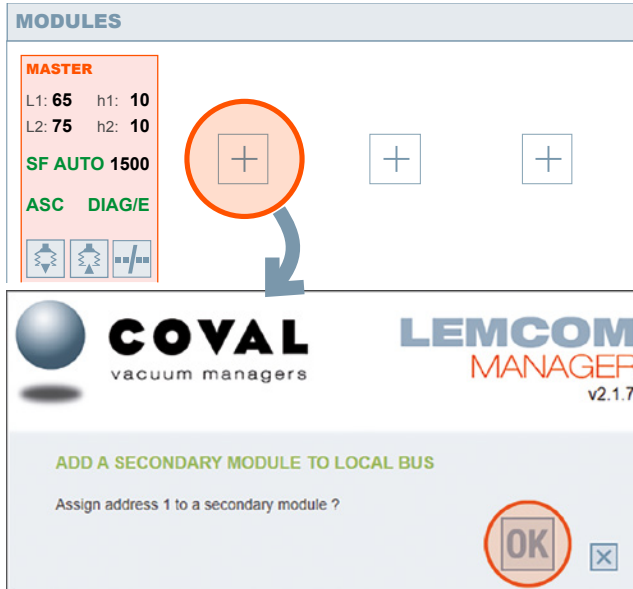 MODULES
MASTER
L1: 65 h1: 10
L2: 75 h2: 10
SF AUTO 1500
ASC DIAG/E
COVAL
vacuum managers
LEMCOM
MANAGER
v2.1.7
ADD A SECONDARY MODULE TO LOCAL BUS
Assign address 1 to a secondary module ?
OK